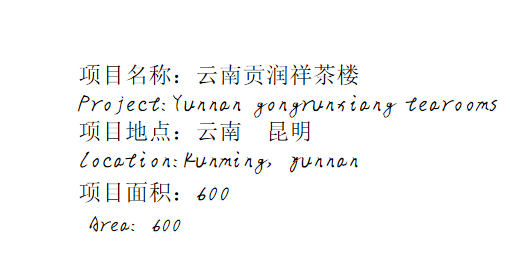 项目名称：云南贡润祥茶楼
Project:Yunnan gongrunxiang tearooms
项目地点：云南　昆明
location:Kunming, yunnan
项目面积：600
Area: 600